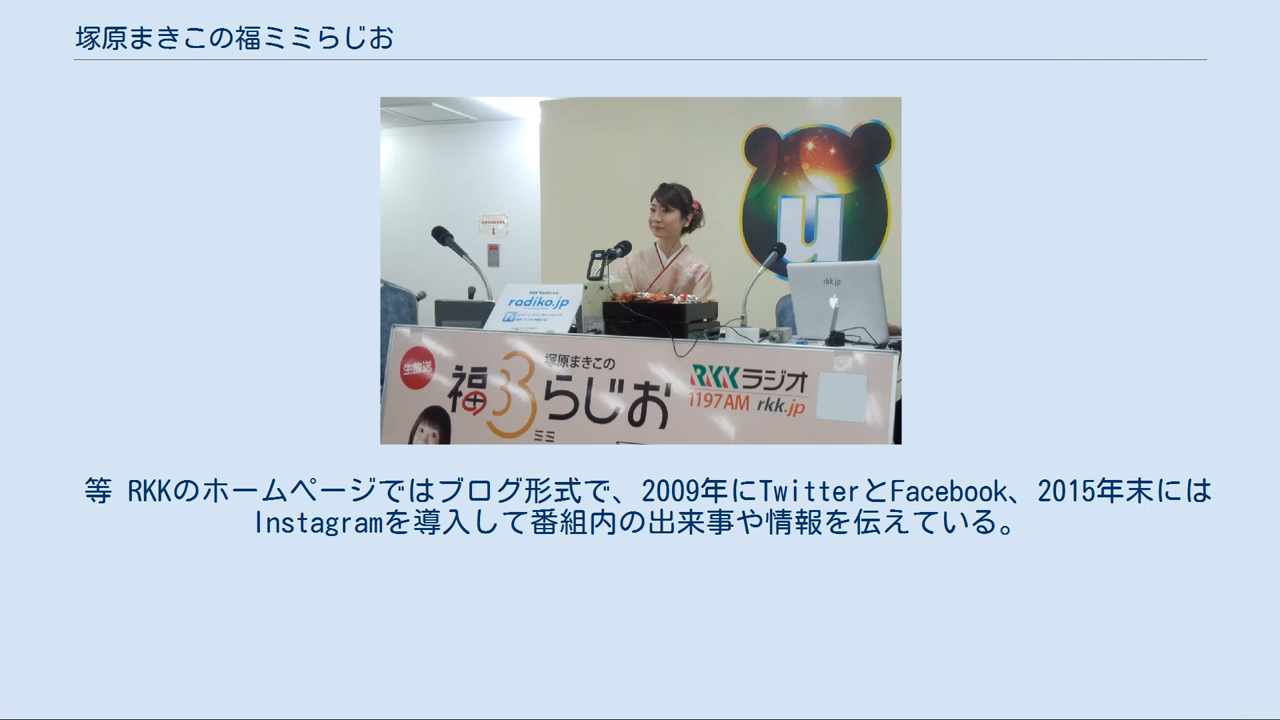 塚原まきこの福ミミらじお
u
radiko.jp
rkk.jp
生放送
塚原まきこの
福ミミらじお
ミミ
RKKラジオ
1197AM rkk.jp
等 RKKのホームページではブログ形式で、2009年にTwitterとFacebook、2015年末には
Instagramを導入して番組内の出来事や情報を伝えている。